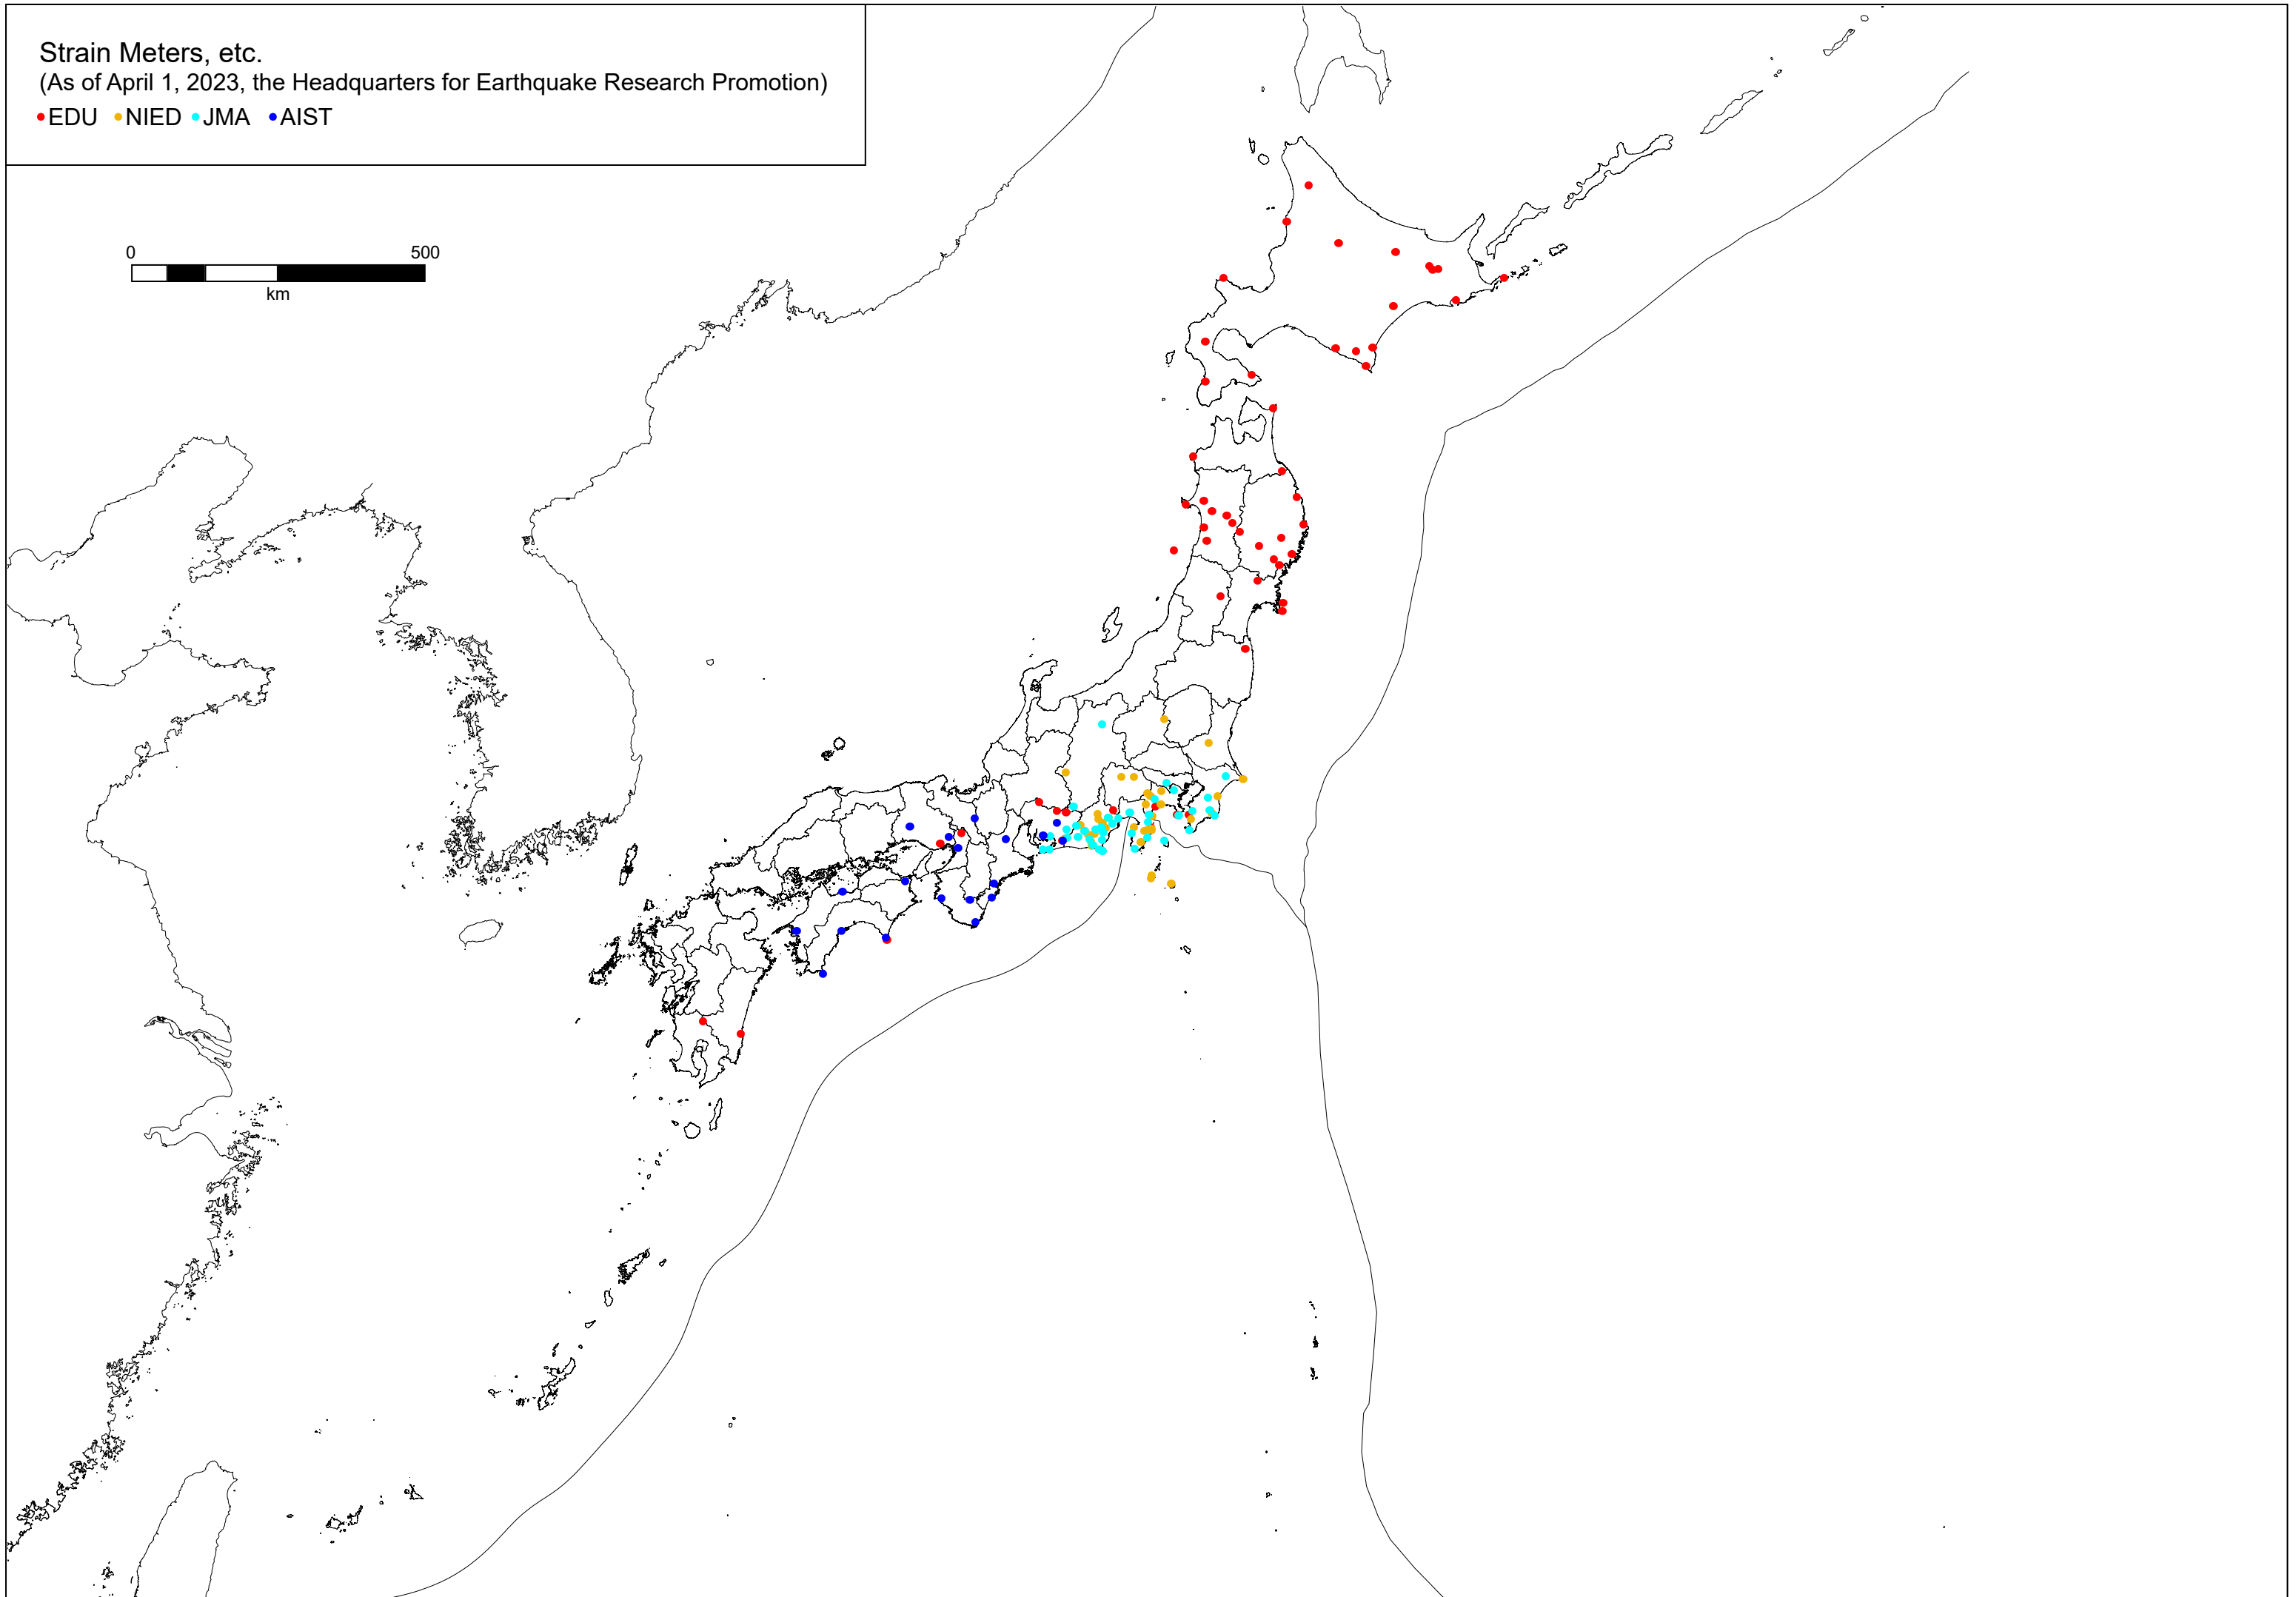 Strain Meters, etc.
(As of April 1, 2023, the Headquarters for Earthquake Research Promotion)
EDU NIED JMA AIST
0 500
km